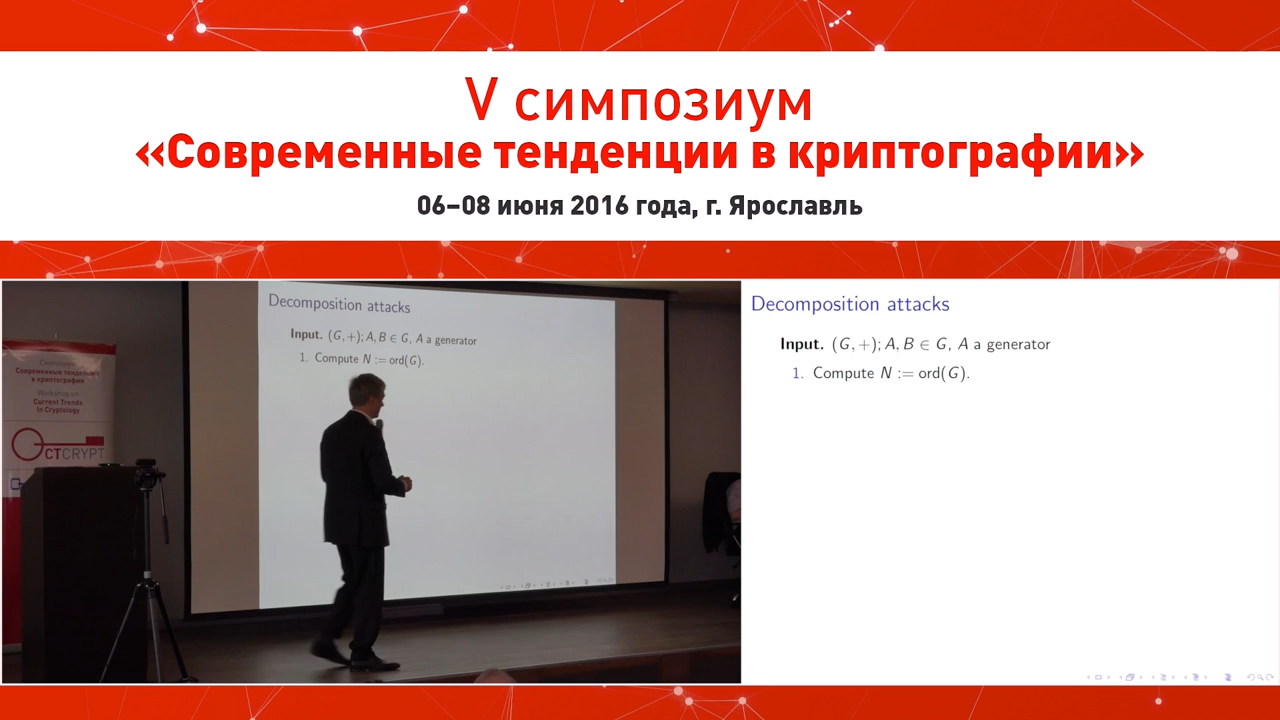 V симпозиум
«Современные тенденции в криптографии»
06–08 июня 2016 года, г. Ярославль
Симпозиум
Современные тенденции
в криптографии
Workshop on
Current Trends
in Cryptology
CTCRYPT
Decomposition attacks
Input. (G, +); A, B ∈ G, A a generator
1. Compute N := ord(G).
Decomposition attacks
Input. (G, +); A, B ∈ G, A a generator
1. Compute N := ord(G).